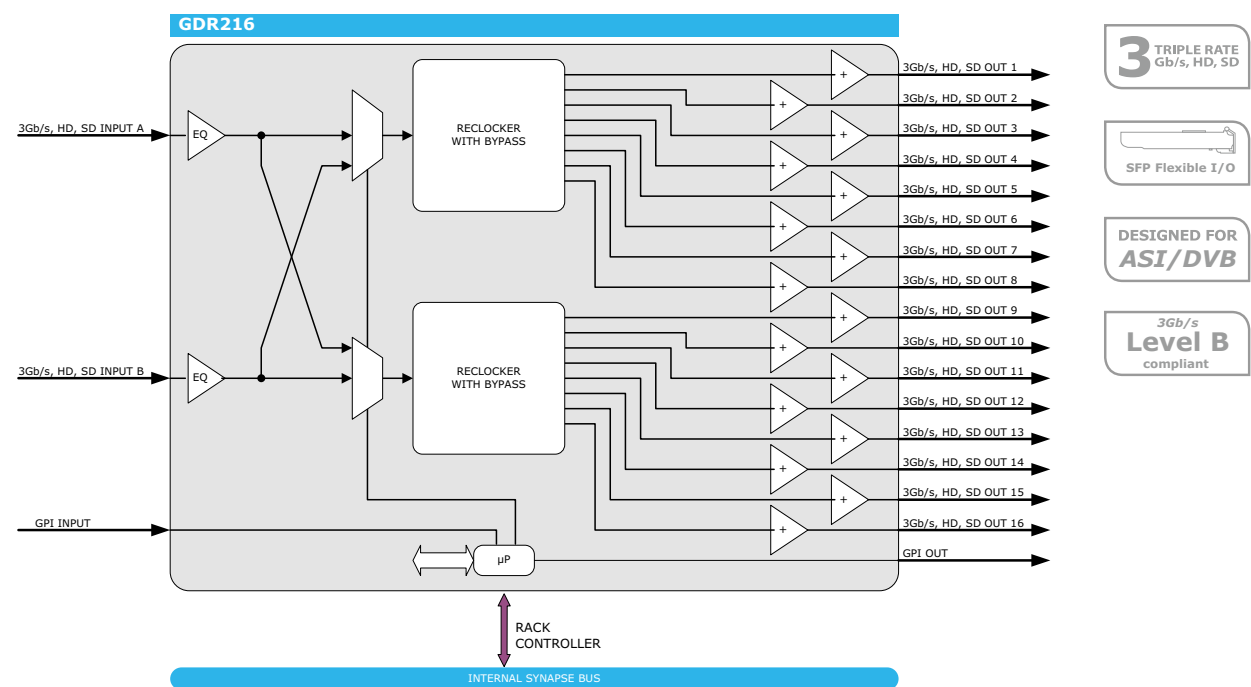 GDR216
3Gb/s, HD, SD INPUT A
EQ
RECLOCKER
WITH BYPASS
+
3Gb/s, HD, SD OUT 1
+
3Gb/s, HD, SD OUT 2
+
3Gb/s, HD, SD OUT 3
+
3Gb/s, HD, SD OUT 4
+
3Gb/s, HD, SD OUT 5
+
3Gb/s, HD, SD OUT 6
+
3Gb/s, HD, SD OUT 7
+
3Gb/s, HD, SD OUT 8
3Gb/s, HD, SD INPUT B
EQ
RECLOCKER
WITH BYPASS
+
3Gb/s, HD, SD OUT 9
+
3Gb/s, HD, SD OUT 10
+
3Gb/s, HD, SD OUT 11
+
3Gb/s, HD, SD OUT 12
+
3Gb/s, HD, SD OUT 13
+
3Gb/s, HD, SD OUT 14
+
3Gb/s, HD, SD OUT 15
+
3Gb/s, HD, SD OUT 16
GPI INPUT
µP
GPI OUT
RACK
CONTROLLER
INTERNAL SYNAPSE BUS
3 TRIPLE RATE
Gb/s, HD, SD
SFP Flexible I/O
DESIGNED FOR
ASI/DVB
3Gb/s
Level B
compliant